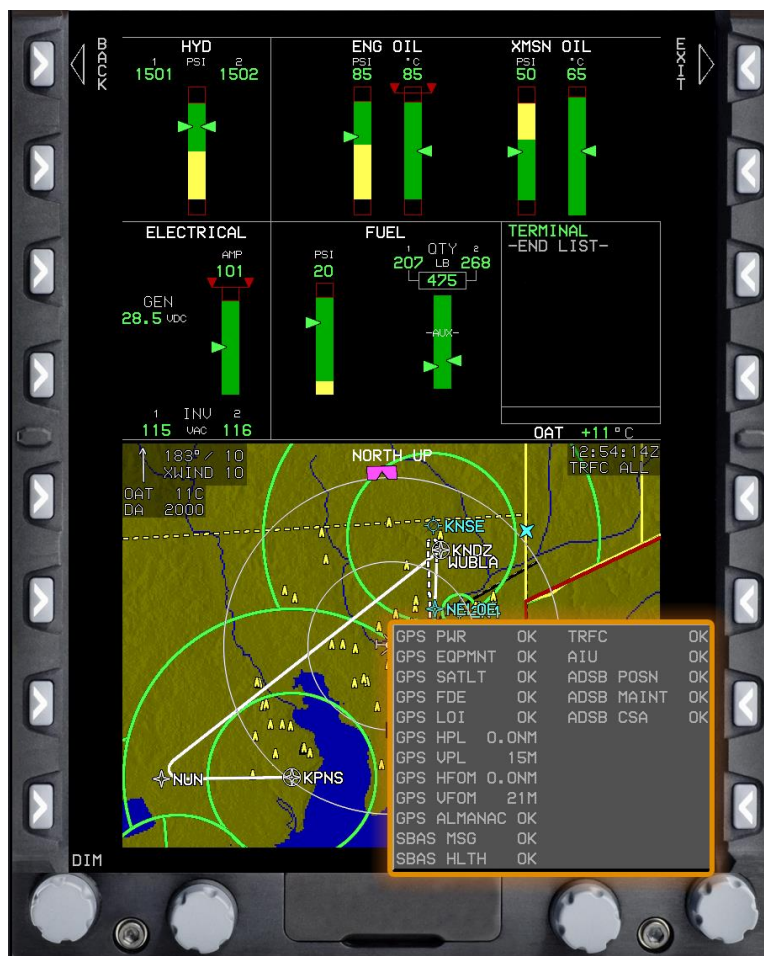 BACK
HYD
1 PSI 2
1501 1502
ENG OIL
PSI °C
85 85
XMSN OIL
PSI °C
50 65
EXIT
ELECTRICAL
AMP
101
GEN
28.5 VDC
1 INV 2
115 VAC 116
FUEL
PSI
20
1 QTY 2
207 LB 268
475
-AUX-
TERMINAL
-END LIST-
OAT +11°C
183°/ 10
XWIND 10
OAT 11C
DA 2000
NORTH UP
12:54:14Z
TRFC ALL
KNSE
KNDZ
WUBLA
NUN
KPNS
GPS PWR OK TRFC OK
GPS EQPMNT OK AIU OK
GPS SATLT OK ADSB POSN OK
GPS FDE OK ADSB MAINT OK
GPS LOI OK ADSB CSA OK
GPS HPL 0.0NM
GPS VPL 15M
GPS HFOM 0.0NM
GPS VFOM 21M
GPS ALMANAC OK
SBAS MSG OK
SBAS HLTH OK
DIM